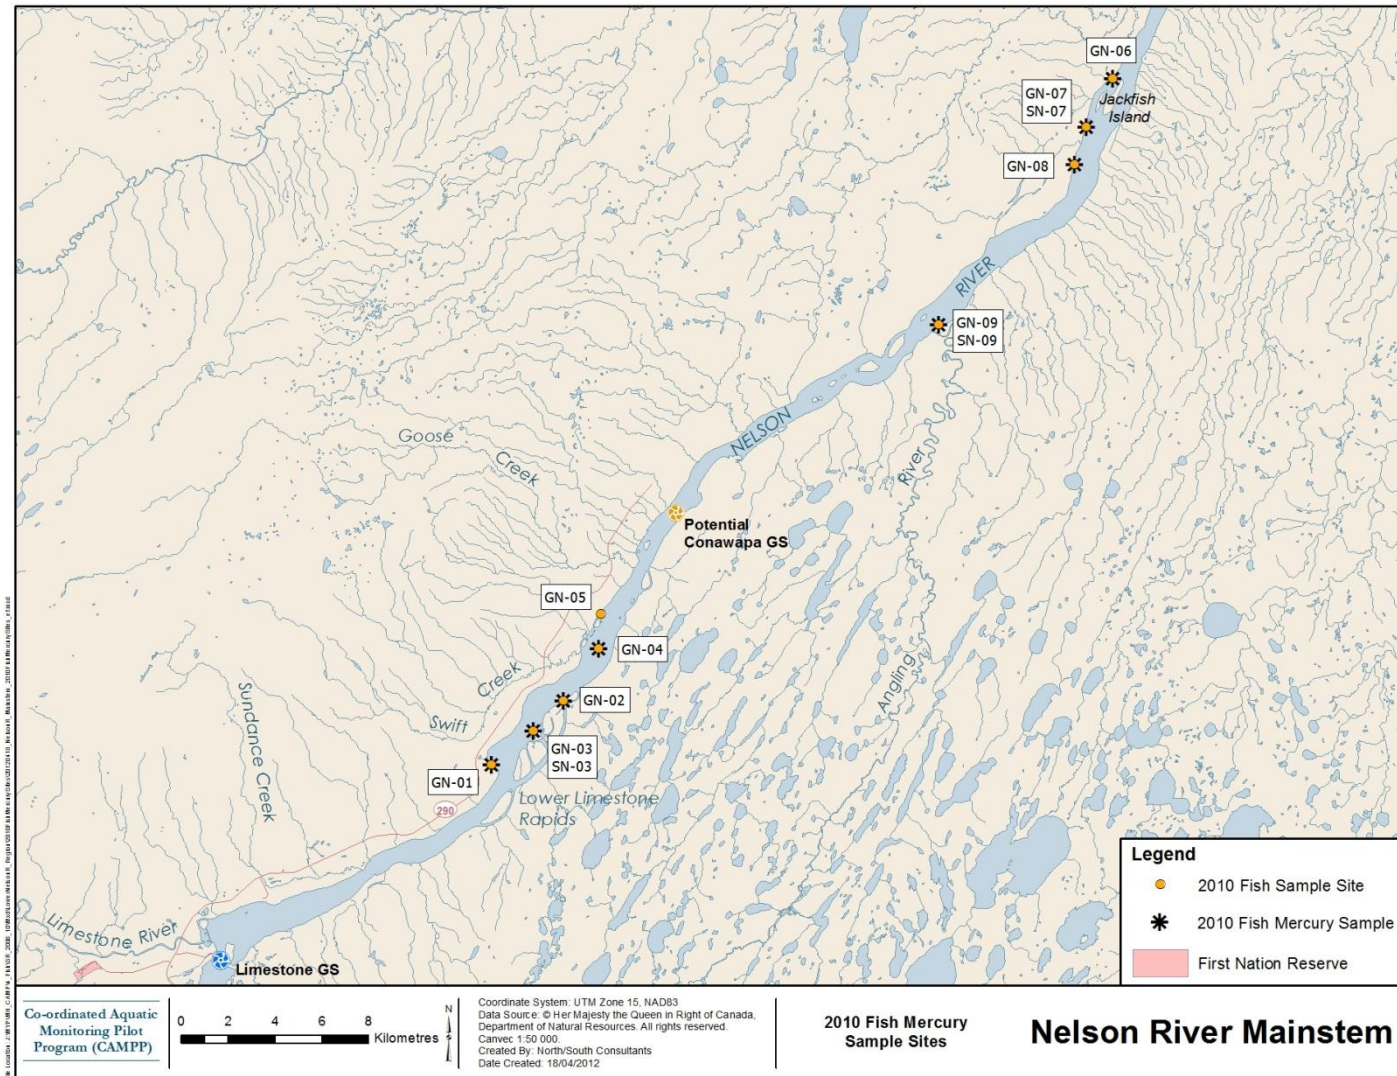 GN-06
GN-07
SN-07
Jackfish
Island
GN-08
RIVER
GN-09
SN-09
NELSON
Goose
Creek
River
Potential
Conawapa GS
GN-05
GN-04
Angling
Creek
Swift
GN-02
Sundance Creek
GN-03
SN-03
GN-01
Lower Limestone
Rapids
290
Limestone River
Limestone GS
Legend
2010 Fish Sample Site
2010 Fish Mercury Sample
First Nation Reserve
Co-ordinated Aquatic
Monitoring Pilot
Program (CAMPP)
0 2 4 6 8
Kilometres
N
S
Coordinate System: UTM Zone 15, NAD83
Data Source: © Her Majesty the Queen in Right of Canada,
Department of Natural Resources. All rights reserved.
Canvec 1:50 000.
Created By: North/South Consultants
Date Created: 18/04/2012
2010 Fish Mercury
Sample Sites
Nelson River Mainstem